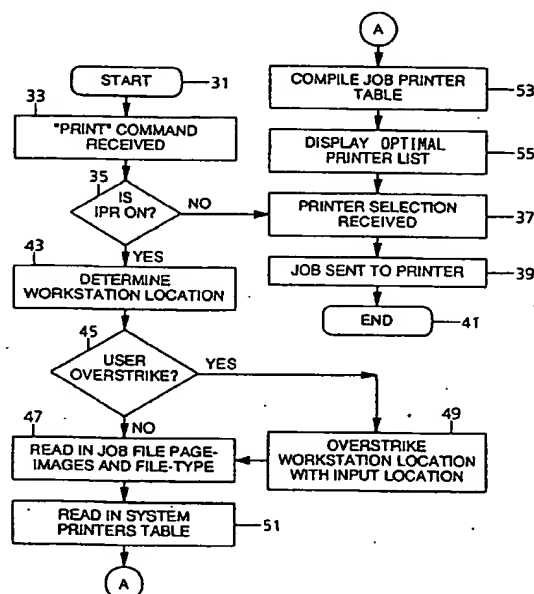 START
31
33
"PRINT" COMMAND
RECEIVED
35
IS
IPR ON?
NO
YES
43
DETERMINE
WORKSTATION LOCATION
45
USER
OVERSTRIKE?
YES
NO
47
READ IN JOB FILE PAGE-
IMAGES AND FILE-TYPE
49
OVERSTRIKE
WORKSTATION LOCATION
WITH INPUT LOCATION
READ IN SYSTEM
PRINTERS TABLE
51
A
A
COMPILE JOB PRINTER
TABLE
53
DISPLAY OPTIMAL
PRINTER LIST
55
PRINTER SELECTION
RECEIVED
37
JOB SENT TO PRINTER
39
END
41